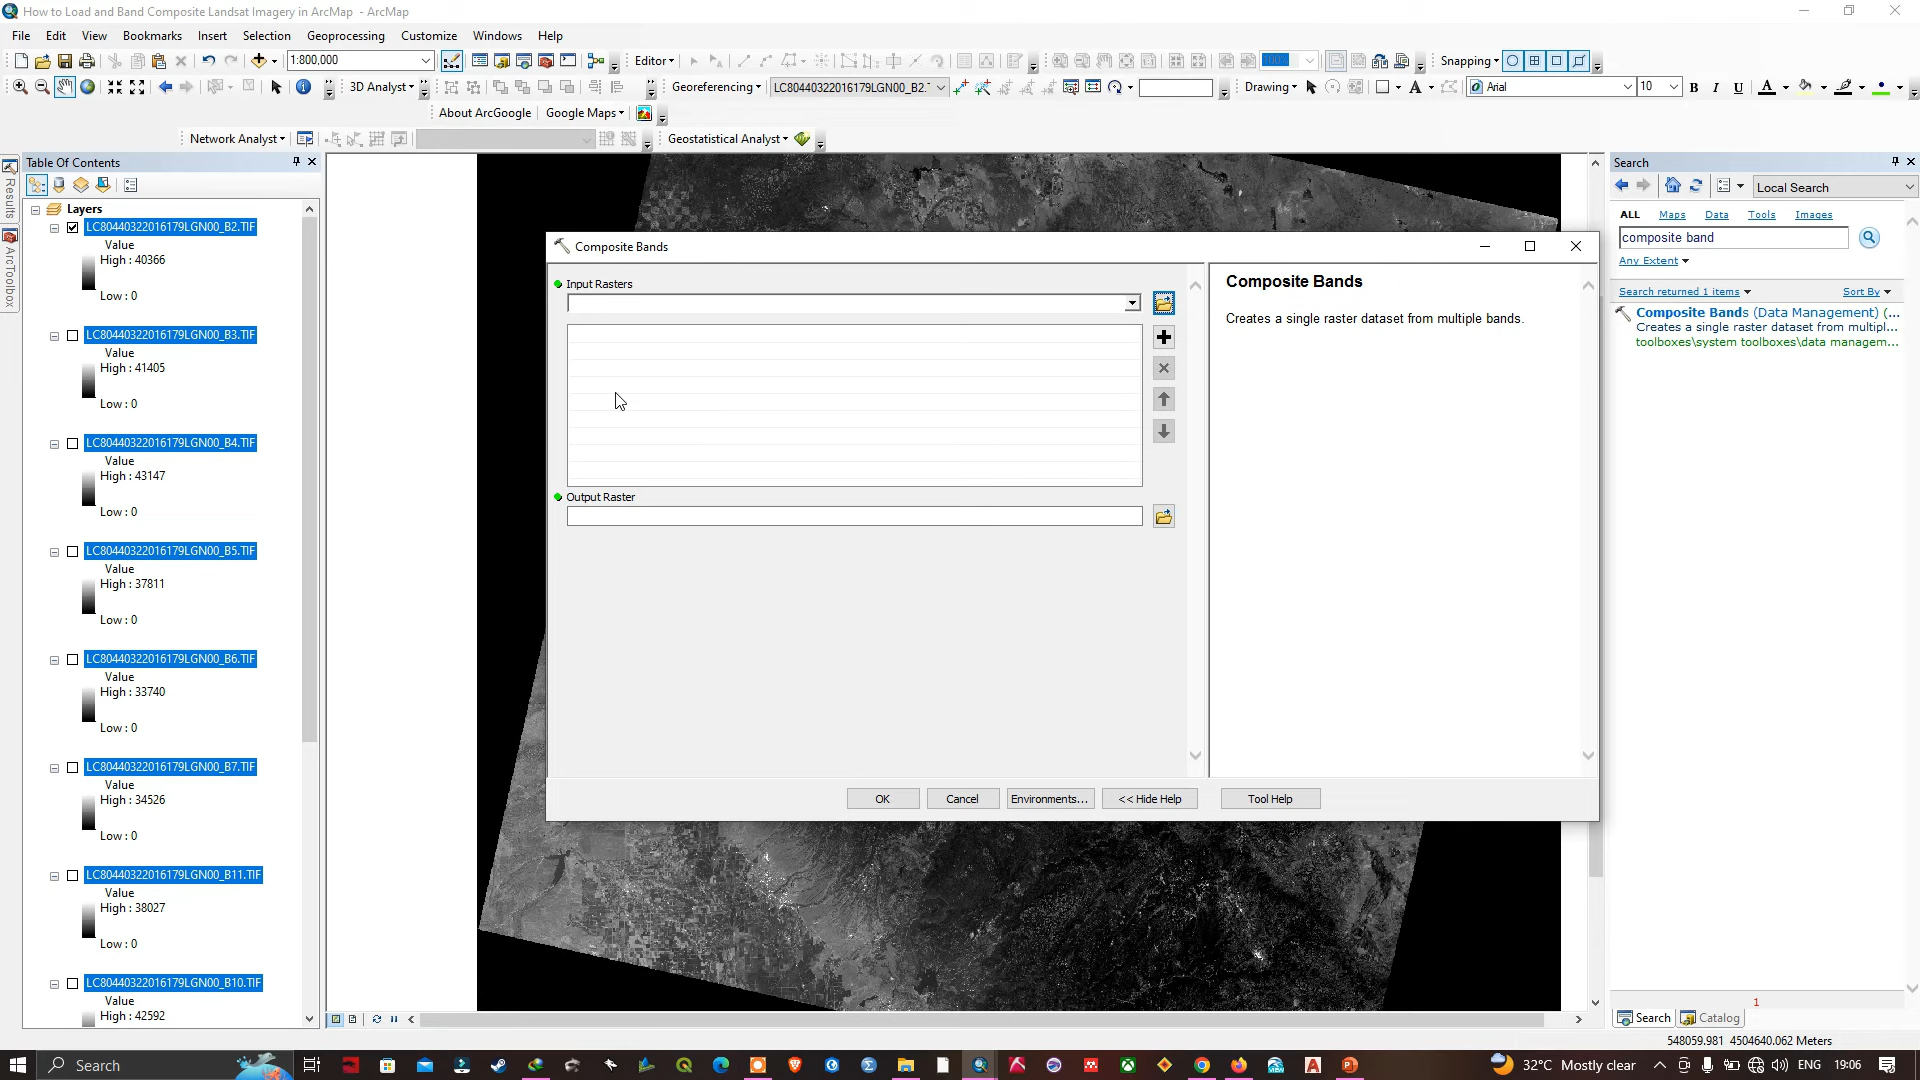 How to Load and Band Composite Landsat Imagery in ArcMap - ArcMap
File Edit View Bookmarks Insert Selection Geoprocessing Customize Windows Help
1:800,000 Editor 100% Snapping
3D Analyst Georeferencing LC80440322016179LGN00_B2.T Drawing A Arial 10 B I U A
About ArcGoogle Google Maps
Network Analyst Geostatistical Analyst
Table Of Contents
Results
ArcToolbox
Layers
LC80440322016179LGN00_B2.TIF
Value
High : 40366
Low : 0
LC80440322016179LGN00_B3.TIF
Value
High : 41405
Low : 0
LC80440322016179LGN00_B4.TIF
Value
High : 43147
Low : 0
LC80440322016179LGN00_B5.TIF
Value
High : 37811
Low : 0
LC80440322016179LGN00_B6.TIF
Value
High : 33740
Low : 0
LC80440322016179LGN00_B7.TIF
Value
High : 34526
Low : 0
LC80440322016179LGN00_B11.TIF
Value
High : 38027
Low : 0
LC80440322016179LGN00_B10.TIF
Value
High : 42592
Composite Bands
Input Rasters
Output Raster
OK Cancel Environments... << Hide Help Tool Help
Composite Bands
Creates a single raster dataset from multiple bands.
Search
Local Search
ALL Maps Data Tools Images
composite band
Any Extent
Search returned 1 items Sort By
Composite Bands (Data Management) (...
Creates a single raster dataset from multipl...
toolboxes\system toolboxes\data managem...
1
Search Catalog
548059.981 4504640.062 Meters
Search 32°C Mostly clear ENG 19:06